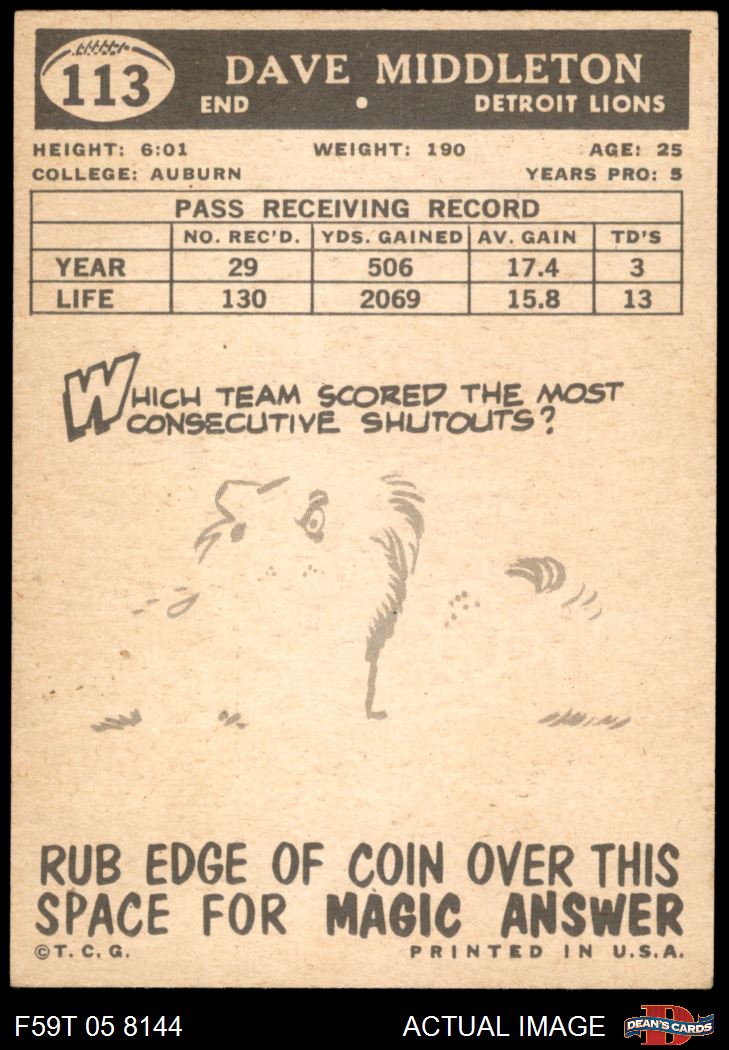 113
DAVE MIDDLETON
END • DETROIT LIONS
HEIGHT: 6:01 WEIGHT: 190 AGE: 25
COLLEGE: AUBURN YEARS PRO: 5
PASS RECEIVING RECORD
NO. REC'D. YDS. GAINED AV. GAIN TD'S
YEAR 29 506 17.4 3
LIFE 130 2069 15.8 13
WHICH TEAM SCORED THE MOST
CONSECUTIVE SHUTOUTS?
RUB EDGE OF COIN OVER THIS
SPACE FOR MAGIC ANSWER
©T. C. G. PRINTED IN U.S.A.
F59T 05 8144 ACTUAL IMAGE D DEAN'S CARDS